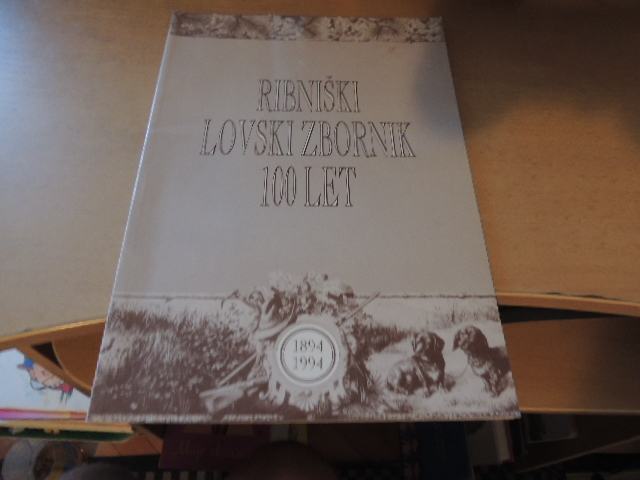 RIBNIŠKI
LOVSKI ZBORNIK
100 LET
1894
1994